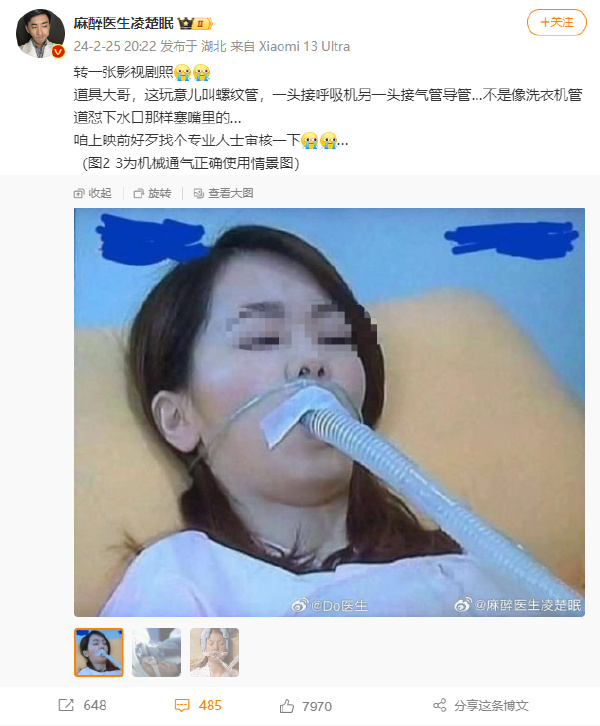 麻醉医生凌楚眠 II
24-2-25 20:22 发布于 湖北 来自 Xiaomi 13 Ultra
+关注
转一张影视剧照😭😭
道具大哥，这玩意儿叫螺纹管，一头接呼吸机另一头接气管导管...不是像洗衣机管
道怼下水口那样塞嘴里的...
咱上映前好歹找个专业人士审核一下😭😭...
（图2 3为机械通气正确使用情景图）
收起 旋转 查看大图
@Do医生
@麻醉医生凌楚眠
648 485 7970 分享这条博文